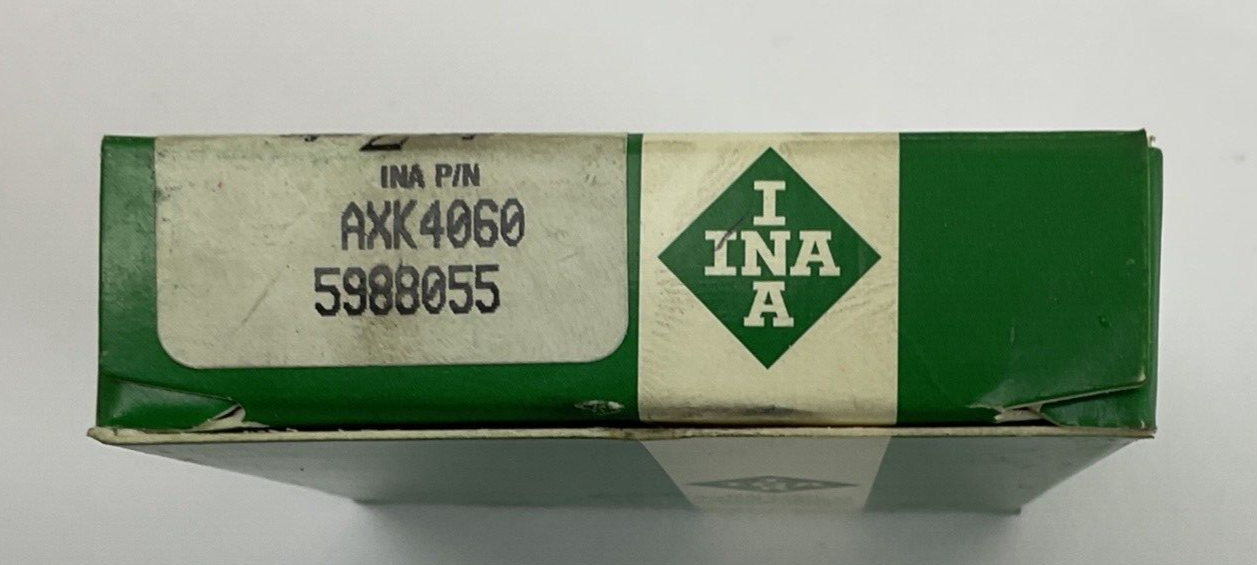 INA P/N
AXK4060
5988055
I
INA
A